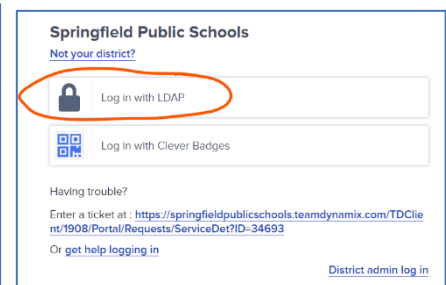 Springfield Public Schools
Not your district?
Log in with LDAP
Log in with Clever Badges
Having trouble?
Enter a ticket at : https://springfieldpublicschools.teamdynamix.com/TDClie
nt/1908/Portal/Requests/ServiceDet?ID=34693
Or get help logging in
District admin log in